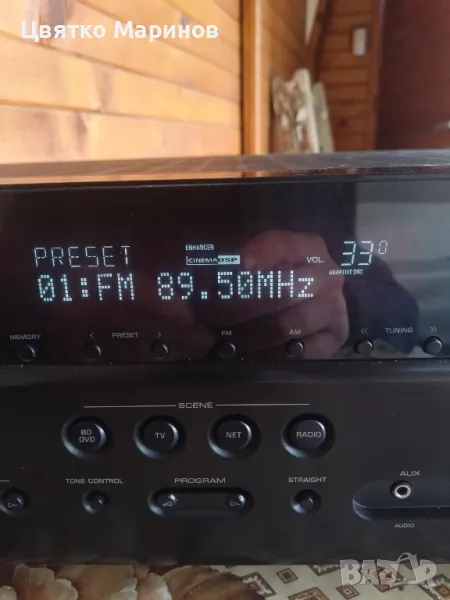 Цвятко Маринов
PRESET
ENHANCER
CINEMA DSP
VOL.
33.0
ADAPTIVE DRC
01:FM 89.50MHz
MEMORY
< PRESET >
FM
AM
<< TUNING >>
SCENE
BD
DVD
TV
NET
RADIO
TONE CONTROL
PROGRAM
STRAIGHT
AUX
AUDIO
BAZAR